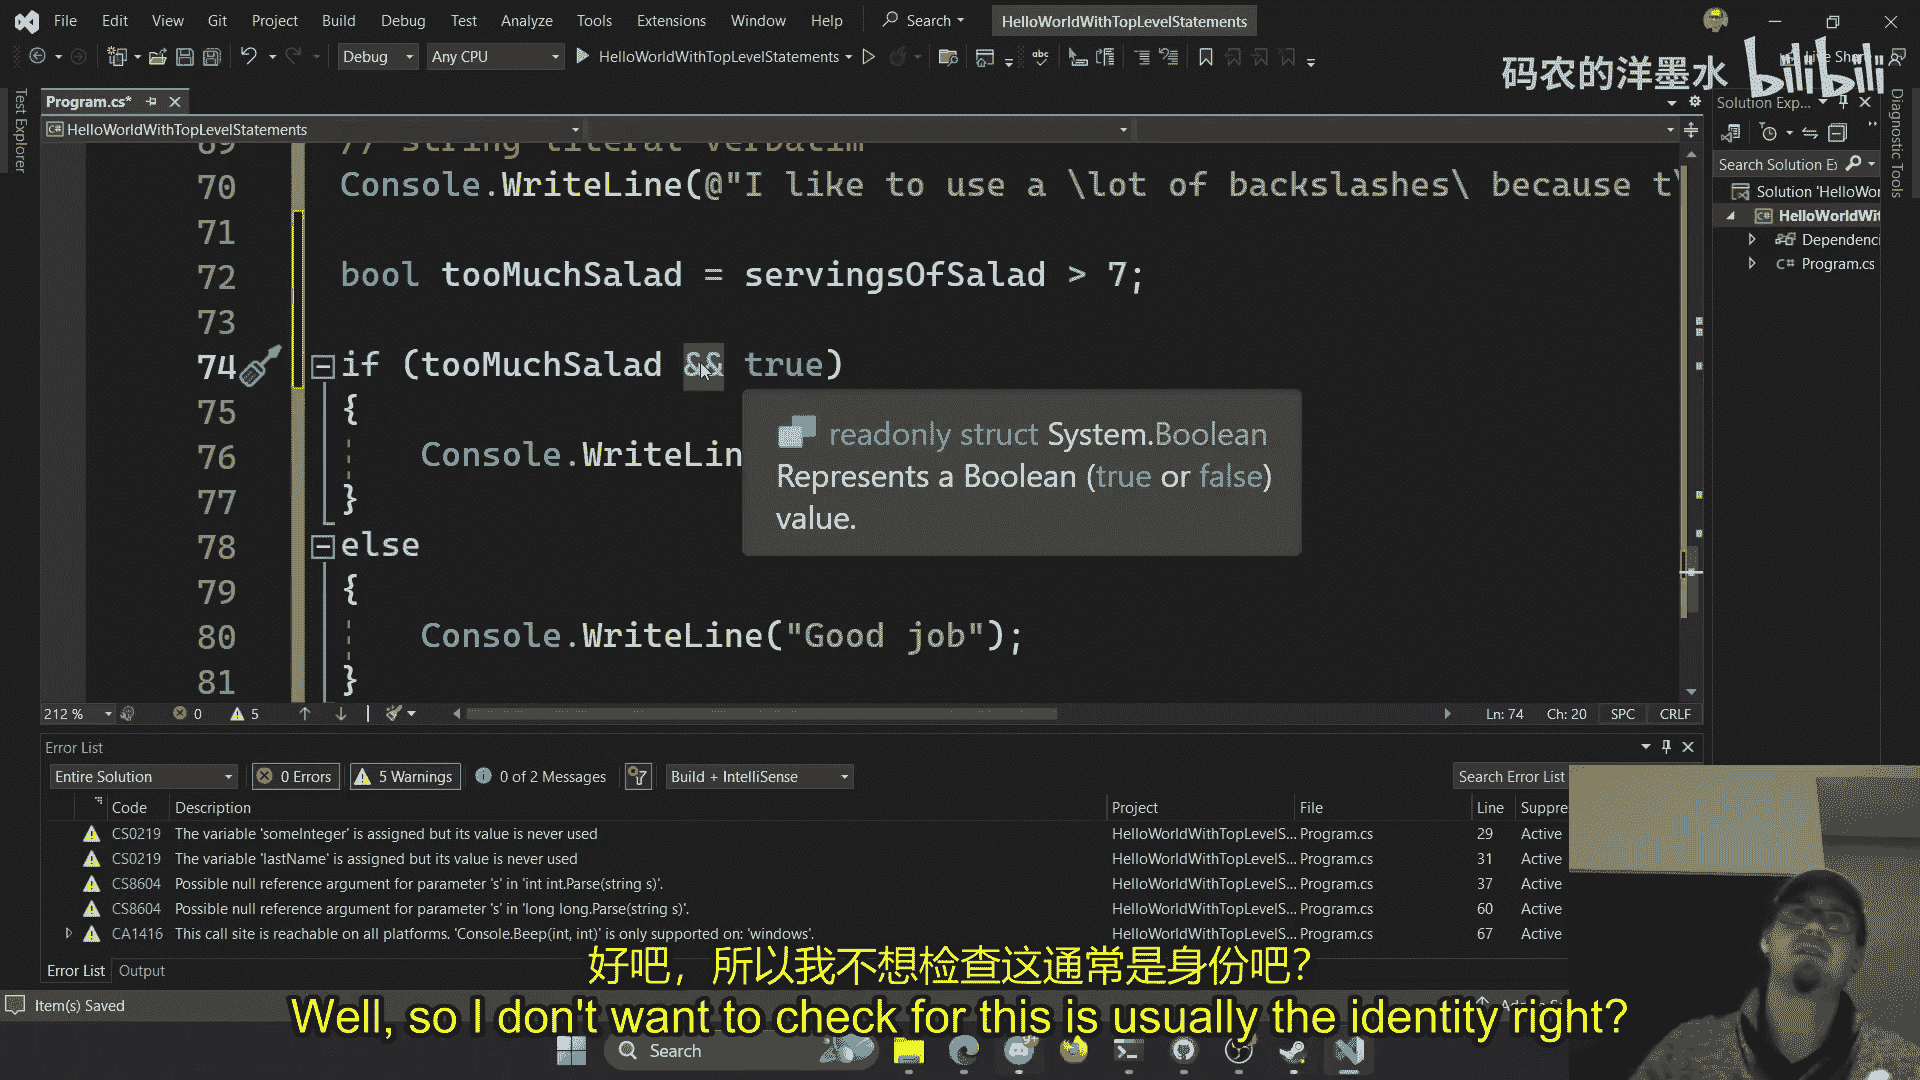 File Edit View Git Project Build Debug Test Analyze Tools Extensions Window Help Search HelloWorldWithTopLevelStatements
Debug Any CPU HelloWorldWithTopLevelStatements
码农的洋墨水 bilibili
Test Explorer
Program.cs*
Solution Exp...
Diagnostic Tools
C# HelloWorldWithTopLevelStatements
Search Solution Ex
Solution 'HelloWor
C# HelloWorldWit
Dependenci
C# Program.cs
69 // string literal verbatim
70 Console.WriteLine(@"I like to use a \lot of backslashes\ because t\
71
72 bool tooMuchSalad = servingsOfSalad > 7;
73
74 if (tooMuchSalad && true)
75 {
76 Console.WriteLin
77 }
78 else
79 {
80 Console.WriteLine("Good job");
81 }
readonly struct System.Boolean
Represents a Boolean (true or false)
value.
212 % 0 5 Ln: 74 Ch: 20 SPC CRLF
Error List
Entire Solution 0 Errors 5 Warnings 0 of 2 Messages Build + IntelliSense Search Error List
Code Description Project File Line Suppre
CS0219 The variable 'someInteger' is assigned but its value is never used HelloWorldWithTopLevelS... Program.cs 29 Active
CS0219 The variable 'lastName' is assigned but its value is never used HelloWorldWithTopLevelS... Program.cs 31 Active
CS8604 Possible null reference argument for parameter 's' in 'int int.Parse(string s)'. HelloWorldWithTopLevelS... Program.cs 37 Active
CS8604 Possible null reference argument for parameter 's' in 'long long.Parse(string s)'. HelloWorldWithTopLevelS... Program.cs 60 Active
CA1416 This call site is reachable on all platforms. 'Console.Beep(int, int)' is only supported on: 'windows'. HelloWorldWithTopLevelS... Program.cs 67 Active
好吧，所以我不想检查这通常是身份吧？
Error List Output
Item(s) Saved
Well, so I don't want to check for this is usually the identity right?
Search